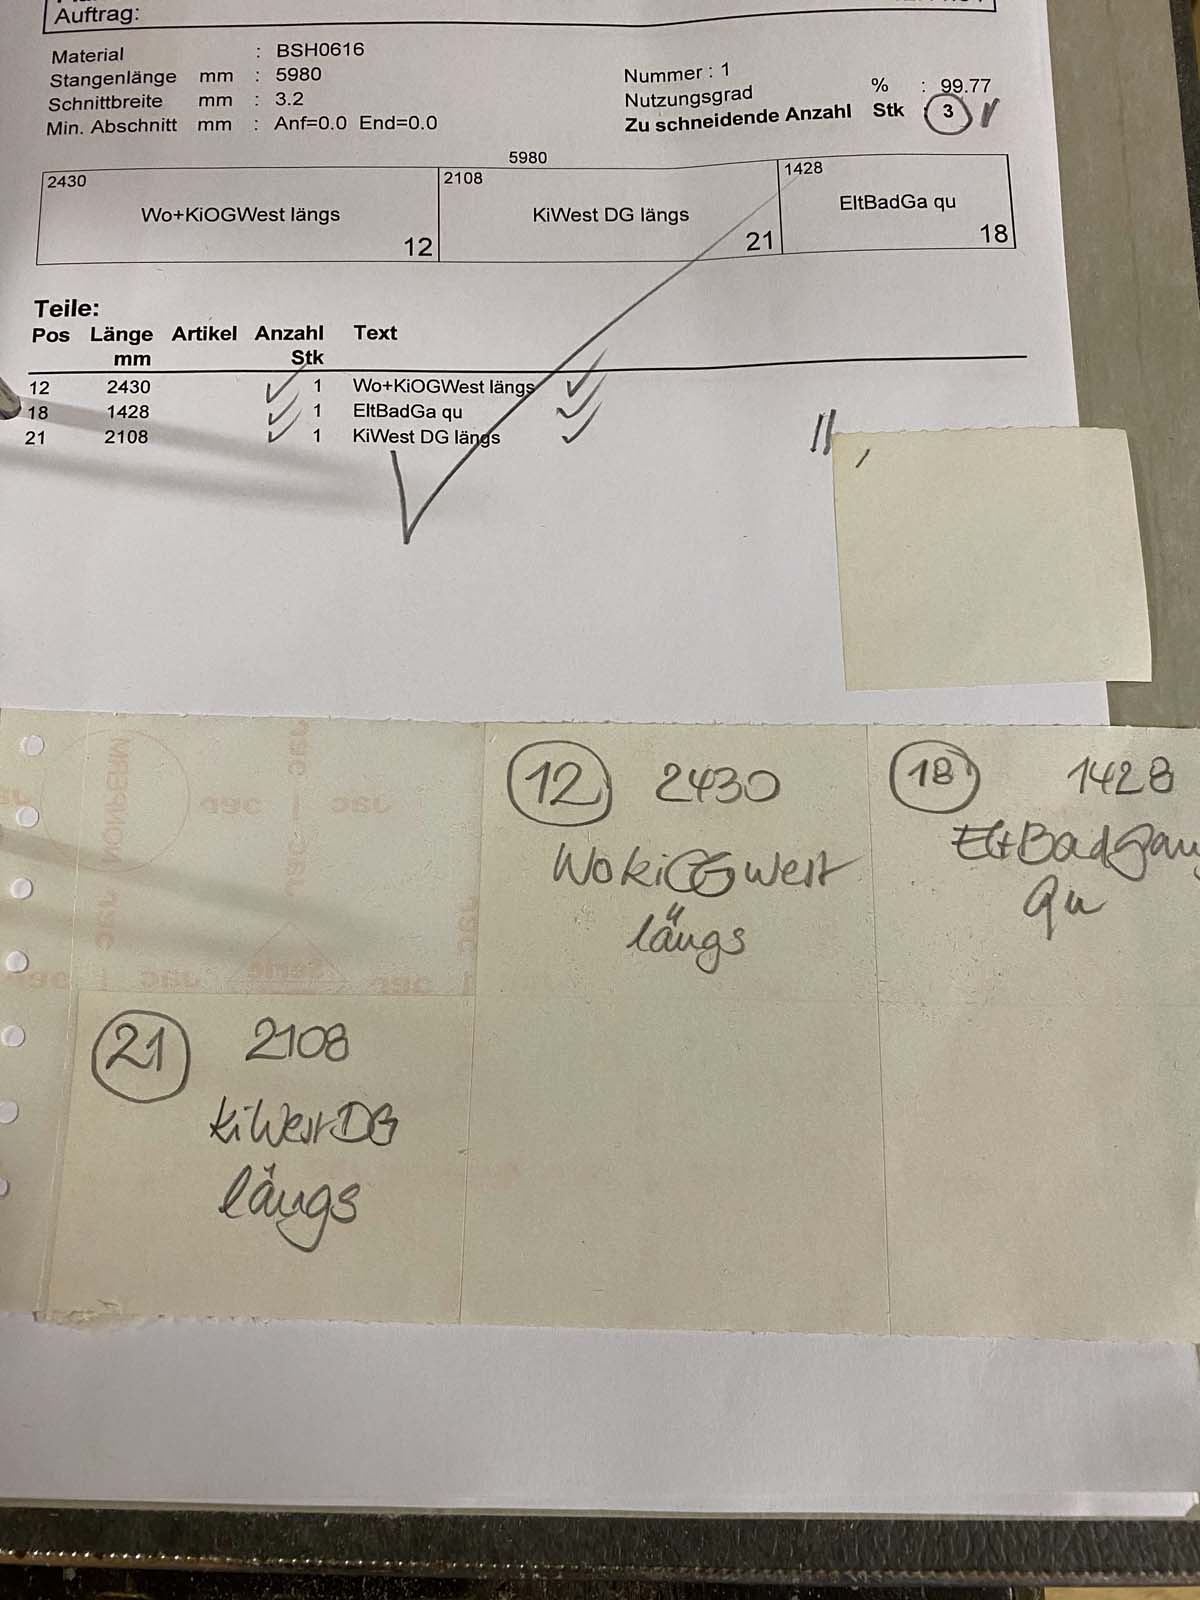 Auftrag:
Material : BSH0616
Stangenlänge mm : 5980
Schnittbreite mm : 3.2
Min. Abschnitt mm : Anf=0.0 End=0.0
Nummer : 1
Nutzungsgrad % : 99.77
Zu schneidende Anzahl Stk : 3
5980
2430 2108 1428
Wo+KiOGWest längs KiWest DG längs EltBadGa qu
12 21 18
Teile:
Pos Länge Artikel Anzahl Text
mm Stk
12 2430 1 Wo+KiOGWest längs
18 1428 1 EltBadGa qu
21 2108 1 KiWest DG längs
12 2430
WoKiOGWest
längs
18 1428
EltBadGau
qu
21 2108
KiWestDG
längs